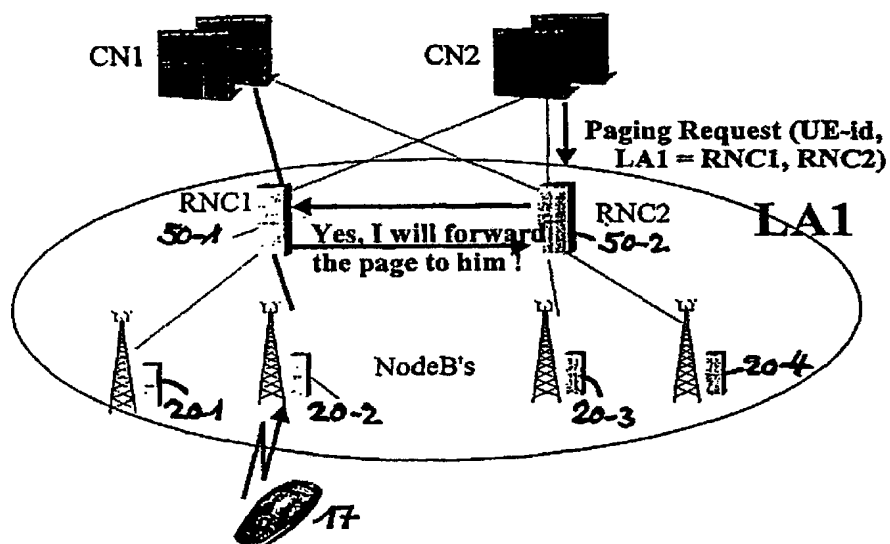 CN1
CN2
Paging Request (UE-id,
LA1 = RNC1, RNC2)
RNC1
RNC2
LA1
50-1
Yes, I will forward
the page to him !
50-2
NodeB's
20-1
20-2
20-3
20-4
17